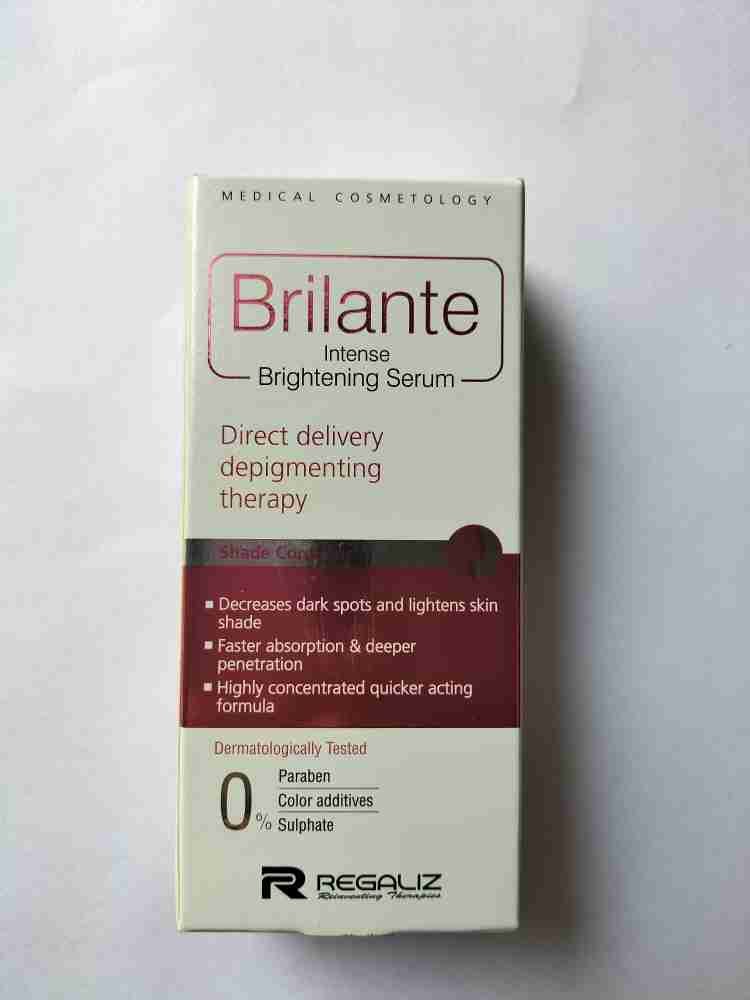 MEDICAL COSMETOLOGY
Brilante
Intense
Brightening Serum
Direct delivery
depigmenting
therapy
Shade
Decreases dark spots and lightens skin
shade
Faster absorption & deeper
penetration
Highly concentrated quicker acting
formula
Dermatologically Tested
0% Paraben
Color additives
Sulphate
REGALIZ
Reinventing Therapies